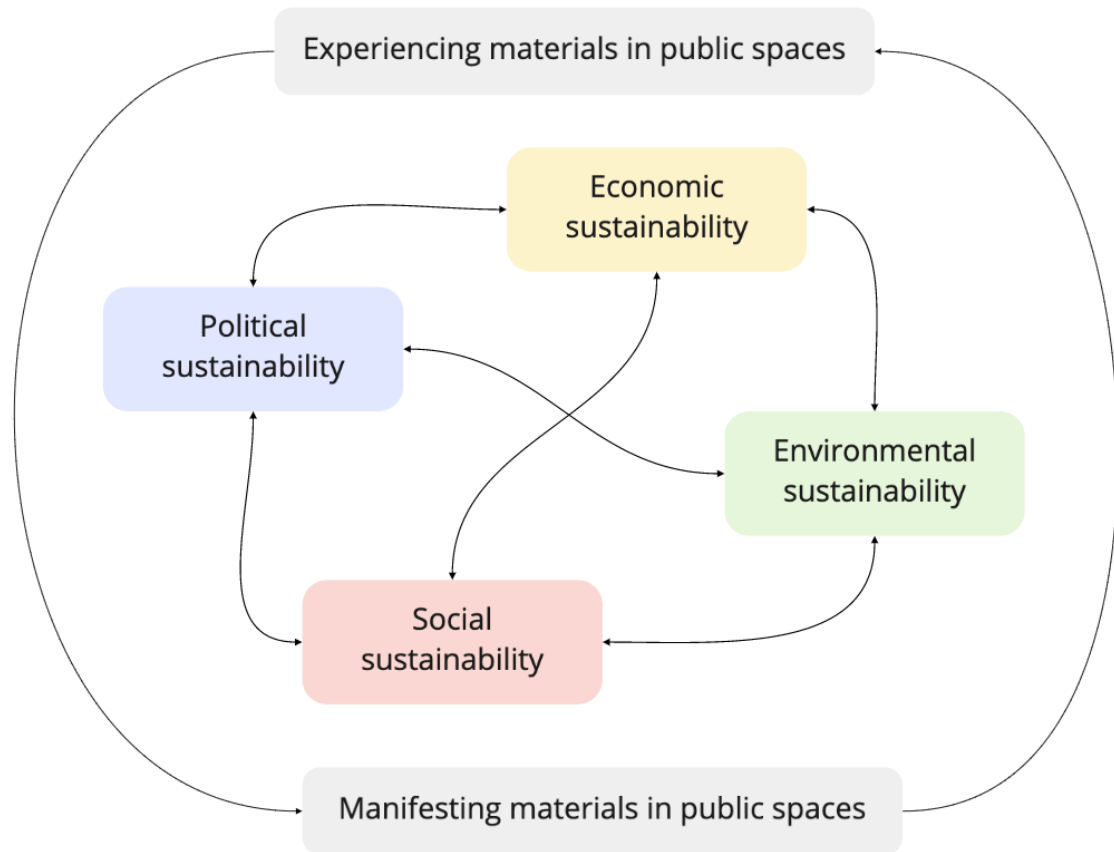 Experiencing materials in public spaces
Economic
sustainability
Political
sustainability
Environmental
sustainability
Social
sustainability
Manifesting materials in public spaces